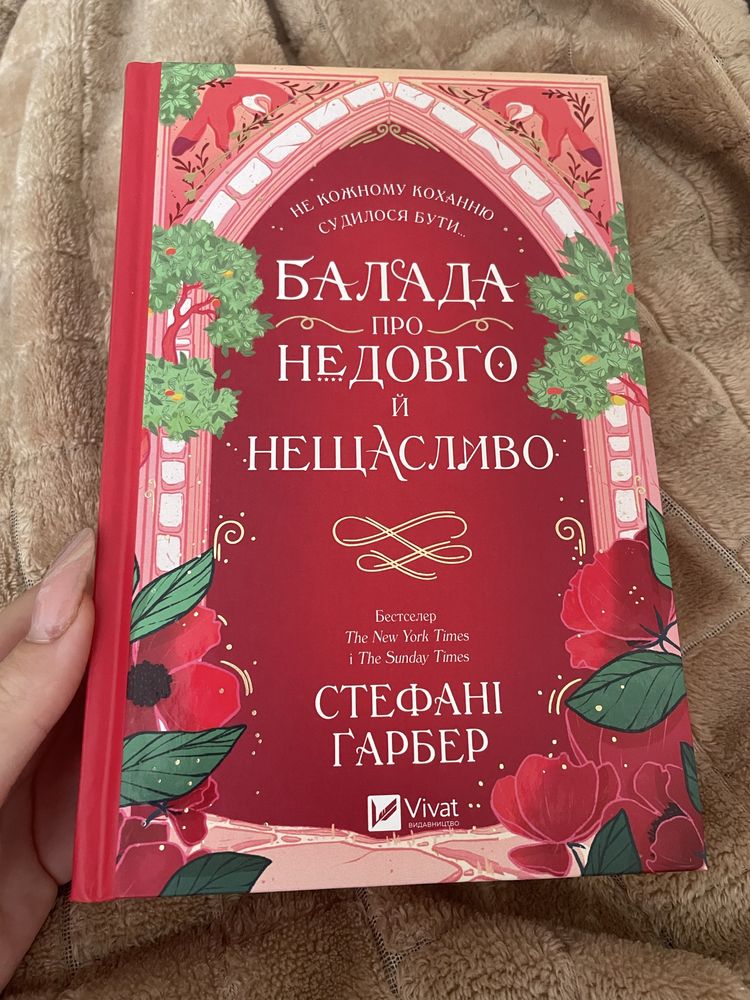 НЕ КОЖНОМУ КОХАННЮ
СУДИЛОСЯ БУТИ...
БАЛАДА
ПРО
НЕДОВГО
Й
НЕЩАСЛИВО
Бестселер
The New York Times
і The Sunday Times
СТЕФАНІ
ҐАРБЕР
Vivat
ВИДАВНИЦТВО